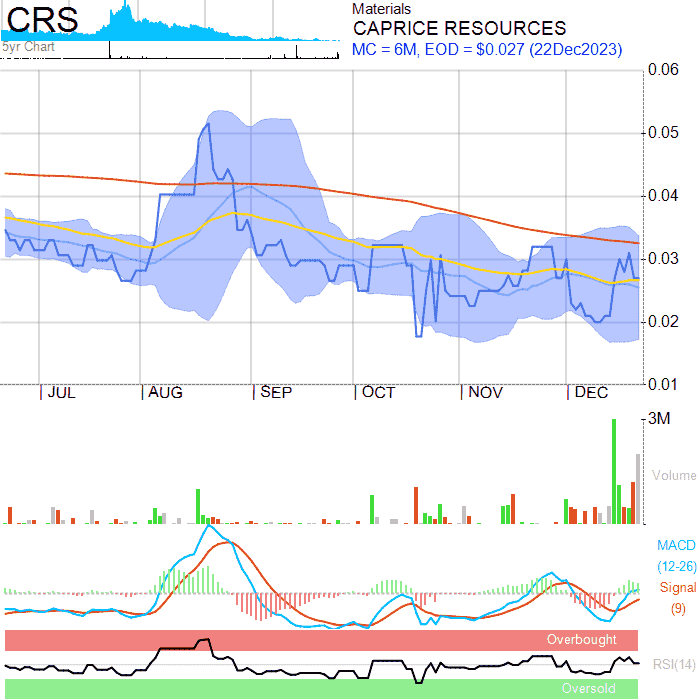 CRS
5yr Chart
Materials
CAPRICE RESOURCES
MC = 6M, EOD = $0.027 (22Dec2023)
0.06
0.05
0.04
0.03
0.02
0.01
JUL AUG SEP OCT NOV DEC
3M
Volume
MACD
(12-26)
Signal
(9)
Overbought
RSI(14)
Oversold